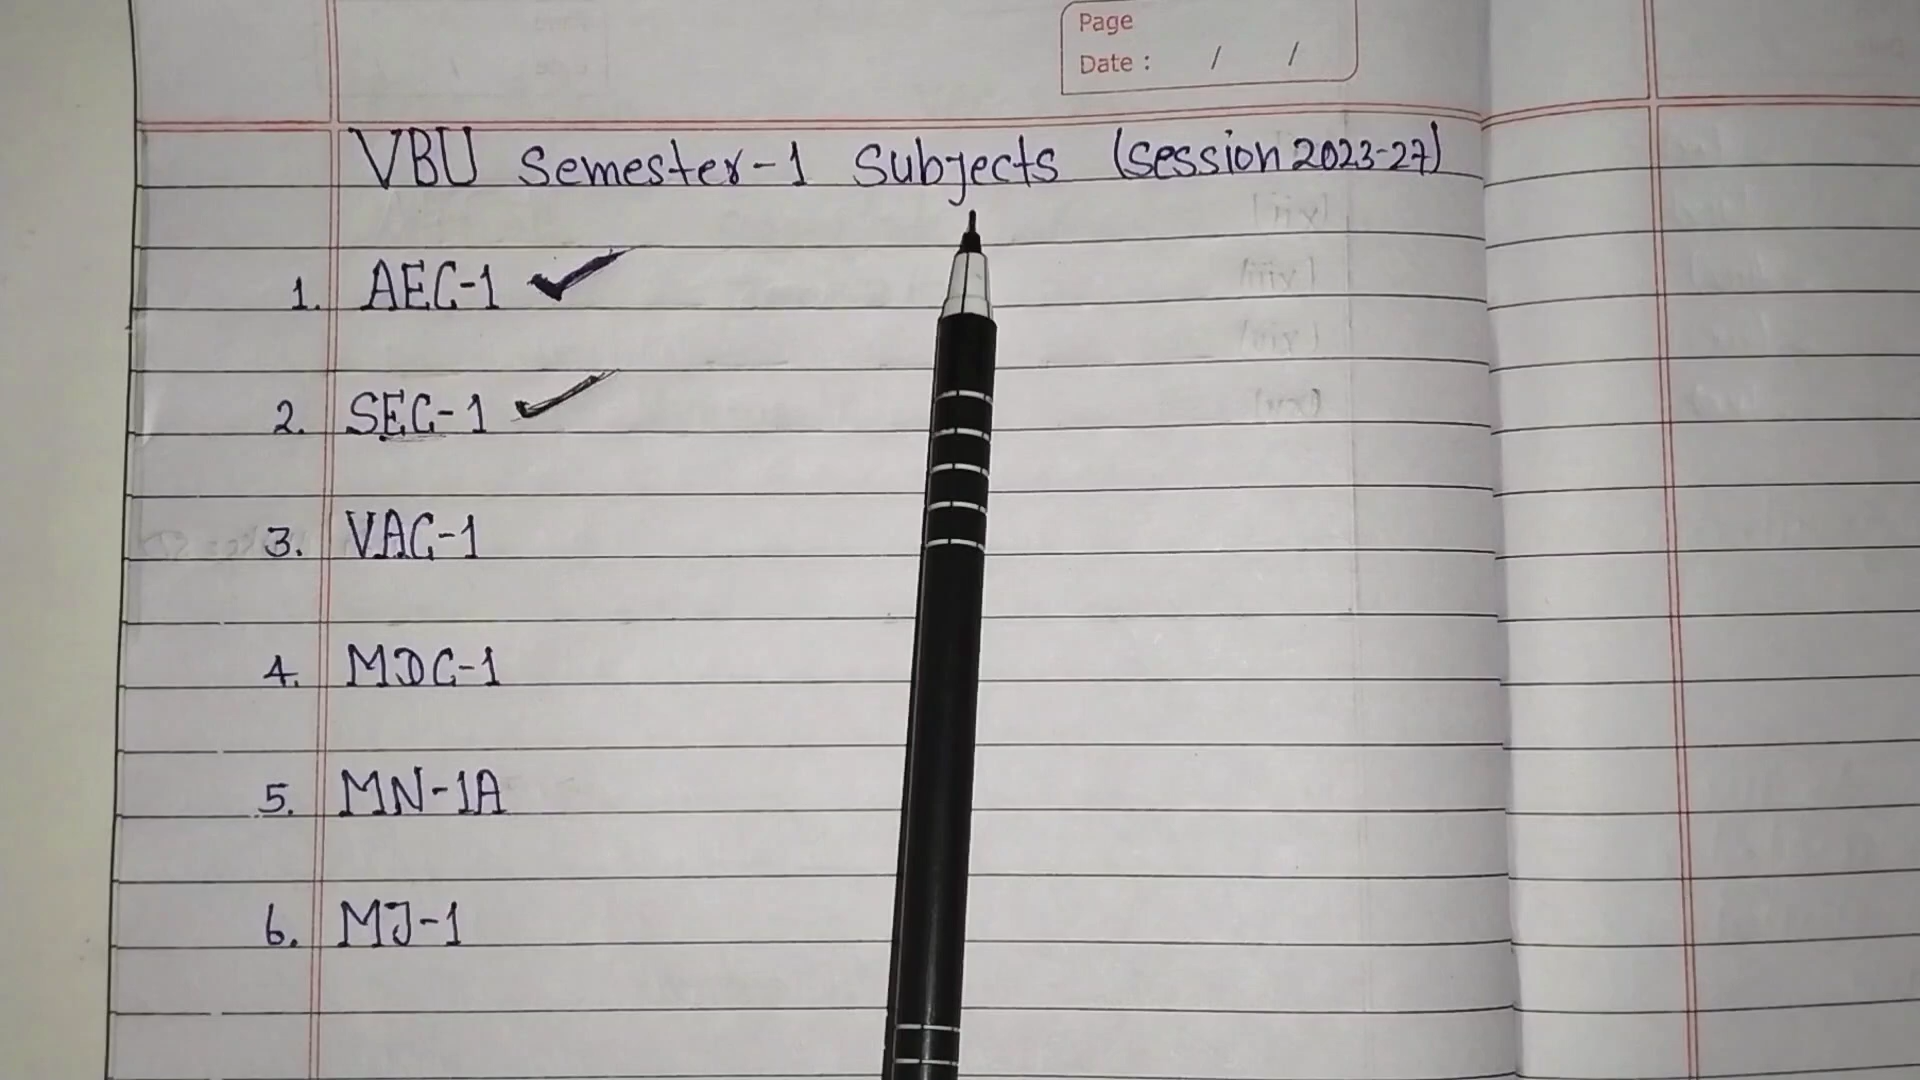 Page
Date : / /
VBU Semester-1 Subjects (Session 2023-27)
1. AEC-1 ✓
2. SEC-1 ✓
3. VAC-1
4. MDC-1
5. MN-1A
6. MJ-1